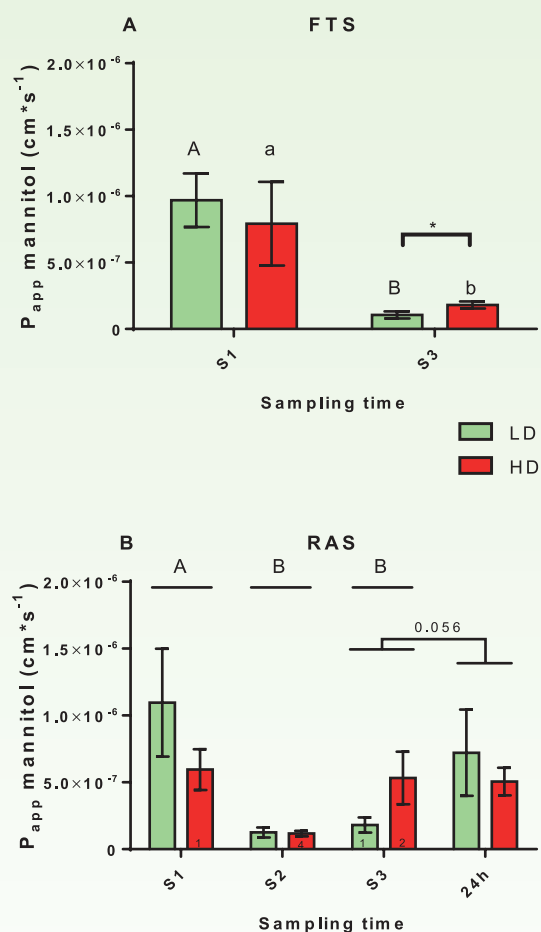 A FTS
P app mannitol (cm*s⁻¹)
2.0×10⁻⁶
1.5×10⁻⁶
1.0×10⁻⁶
5.0×10⁻⁷
0
A a
*
B b
S1 S3
Sampling time
LD
HD
B RAS
P app mannitol (cm*s⁻¹)
2.0×10⁻⁶
1.5×10⁻⁶
1.0×10⁻⁶
5.0×10⁻⁷
0
A B B
0.056
1 4 1 2
S1 S2 S3 24h
Sampling time